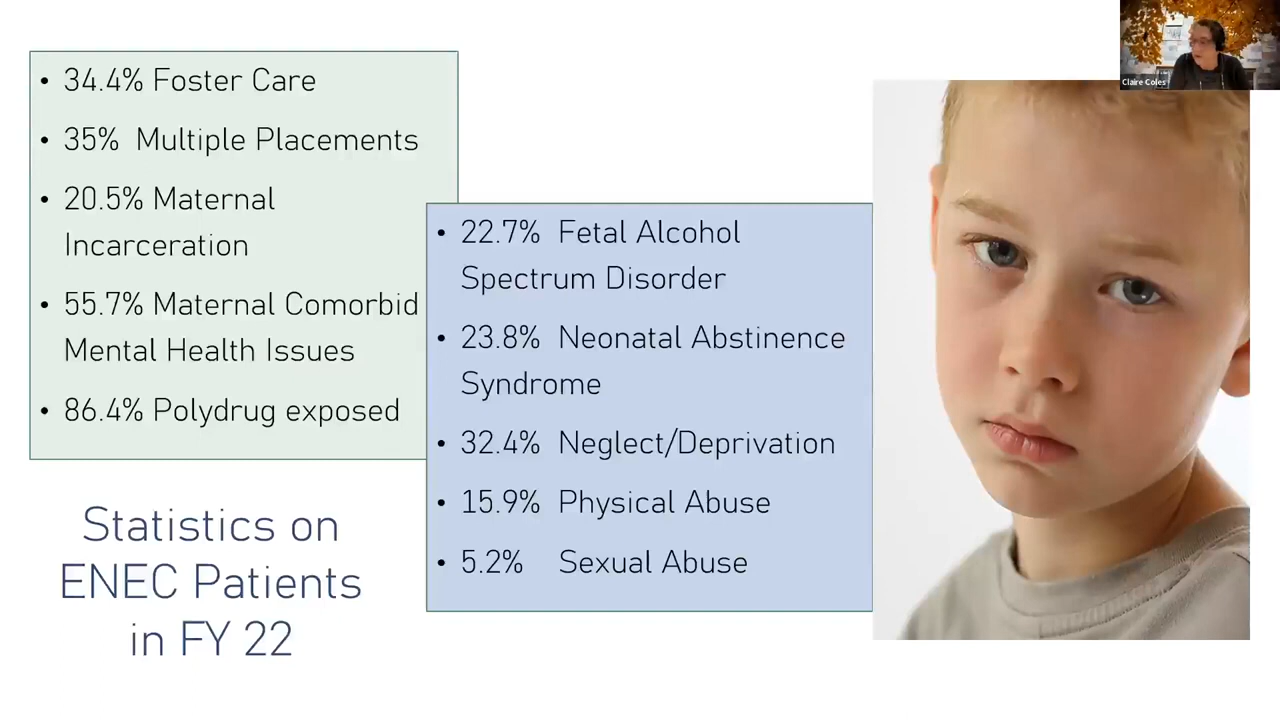 • 34.4% Foster Care
• 35% Multiple Placements
• 20.5% Maternal
Incarceration
• 55.7% Maternal Comorbid
Mental Health Issues
• 86.4% Polydrug exposed
• 22.7% Fetal Alcohol
Spectrum Disorder
• 23.8% Neonatal Abstinence
Syndrome
• 32.4% Neglect/Deprivation
• 15.9% Physical Abuse
• 5.2% Sexual Abuse
Statistics on
ENEC Patients
in FY 22
Claire Coles